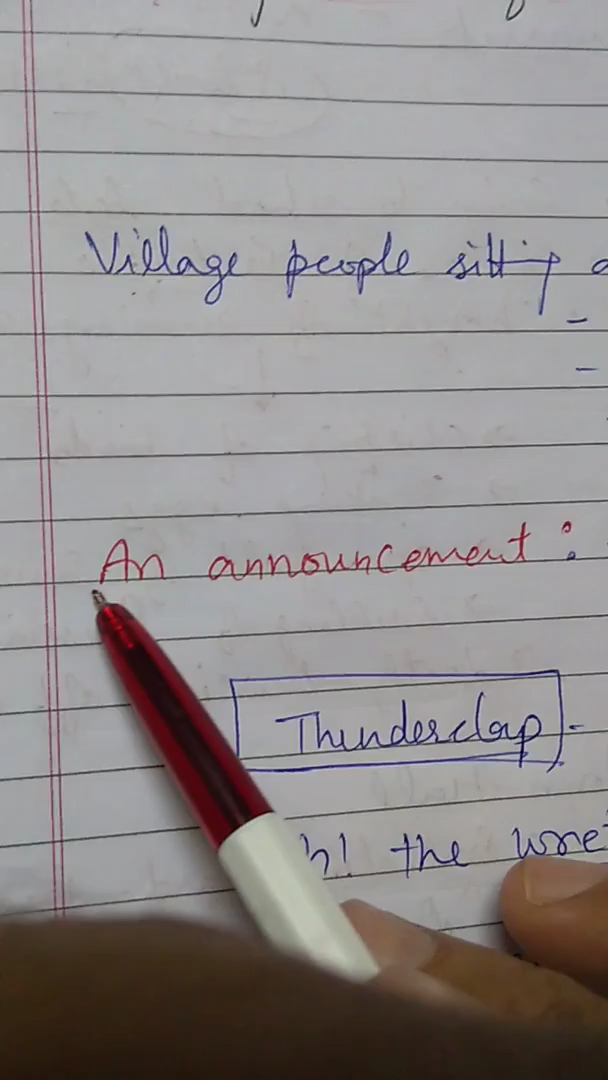 Village people sitting
An announcement :
Thunderclap -
the